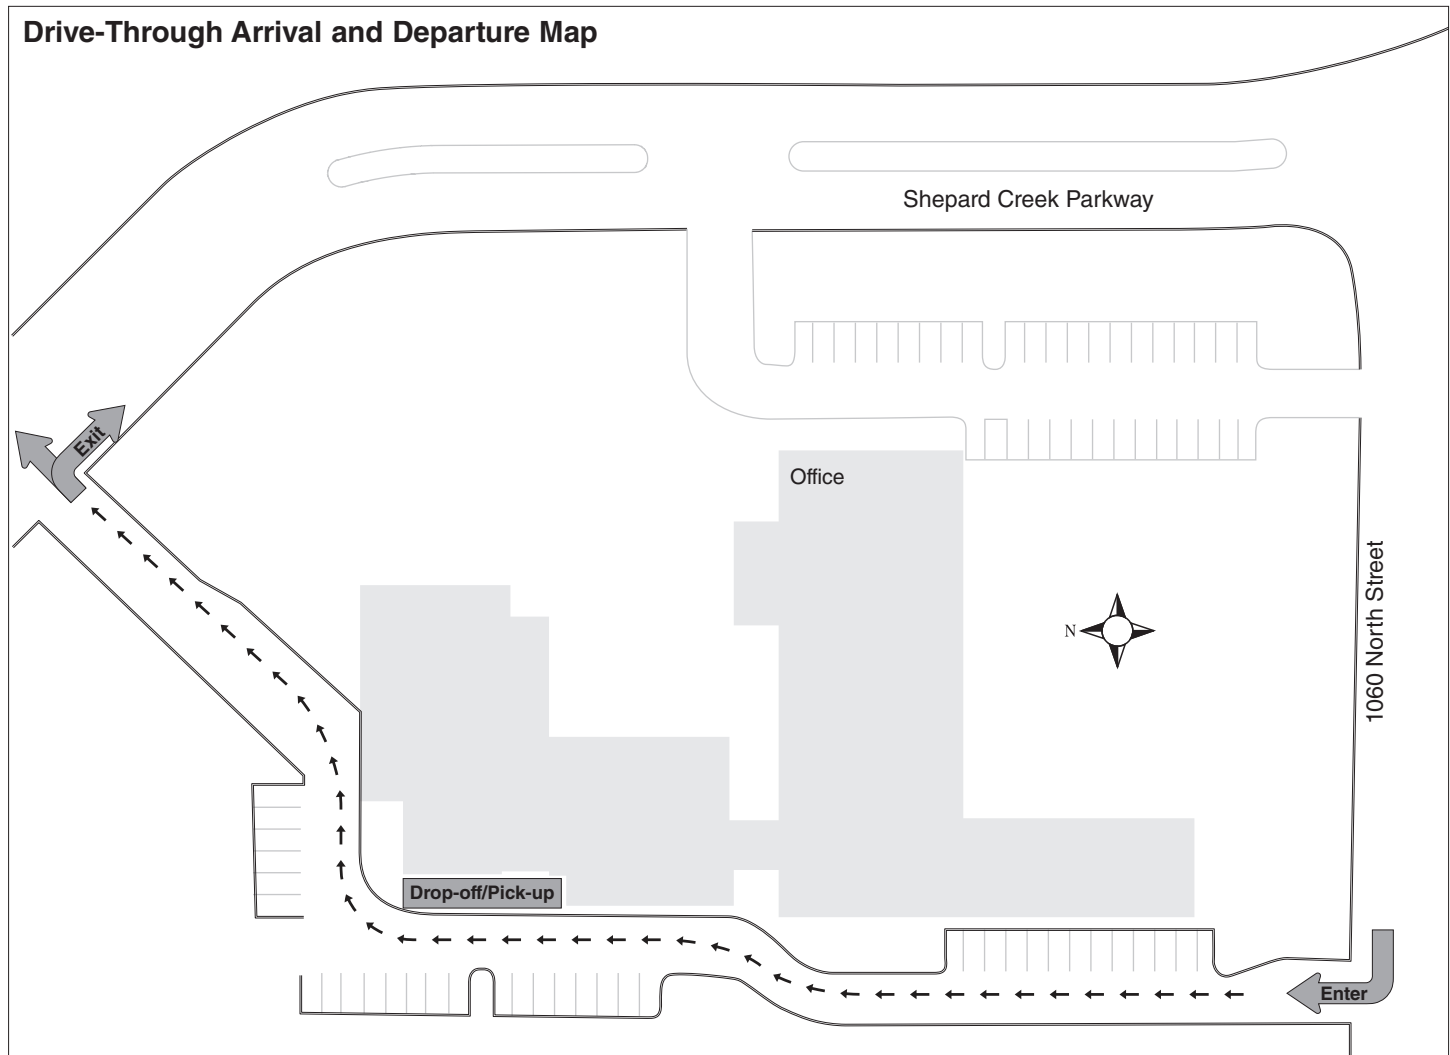 Drive-Through Arrival and Departure Map
Shepard Creek Parkway
Exit
Office
1060 North Street
N
Drop-off/Pick-up
Enter